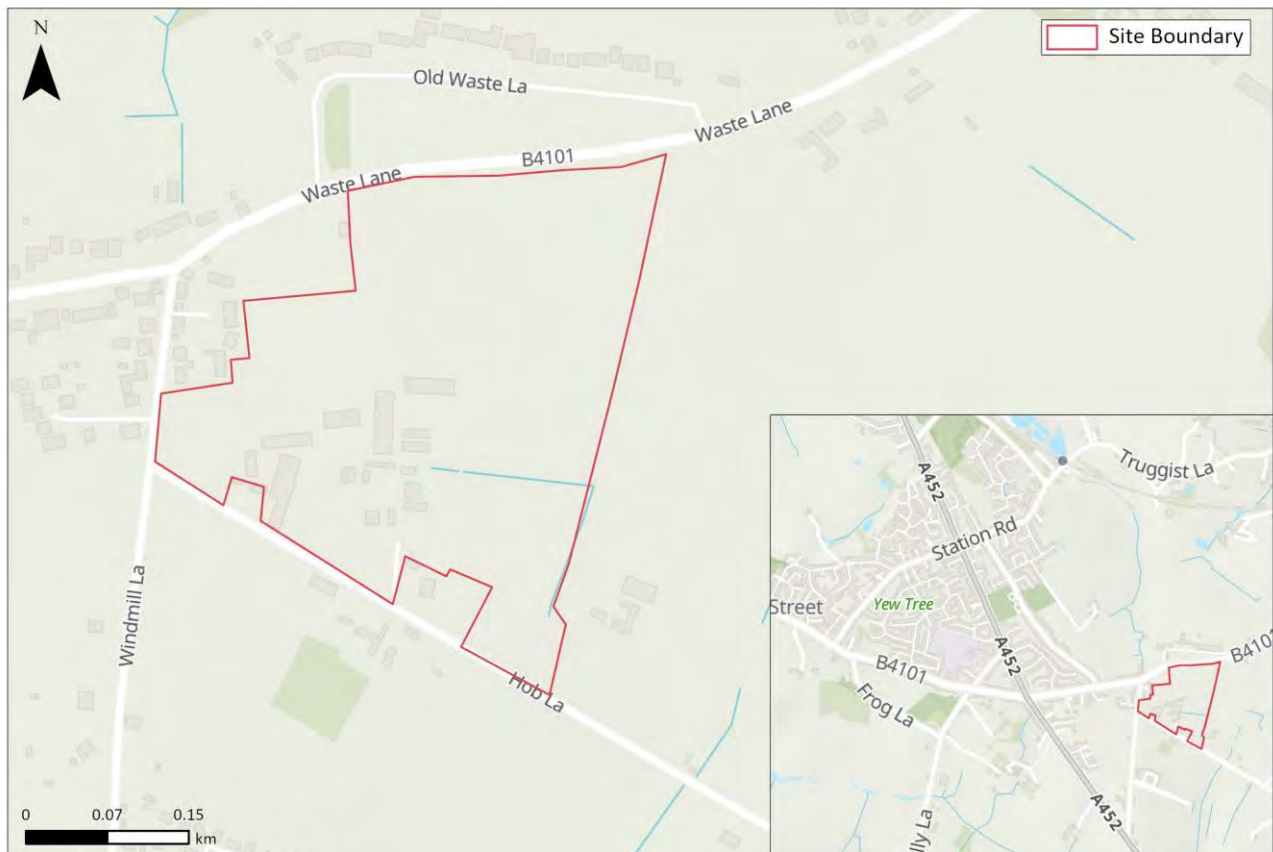 N
Site Boundary
Old Waste La
Waste Lane
B4101
Waste Lane
Windmill La
Hob La
0
0.07
0.15
km
A452
Truggist La
Station Rd
Street
Yew Tree
A452
B4101
B4101
Frog La
A452
lly La